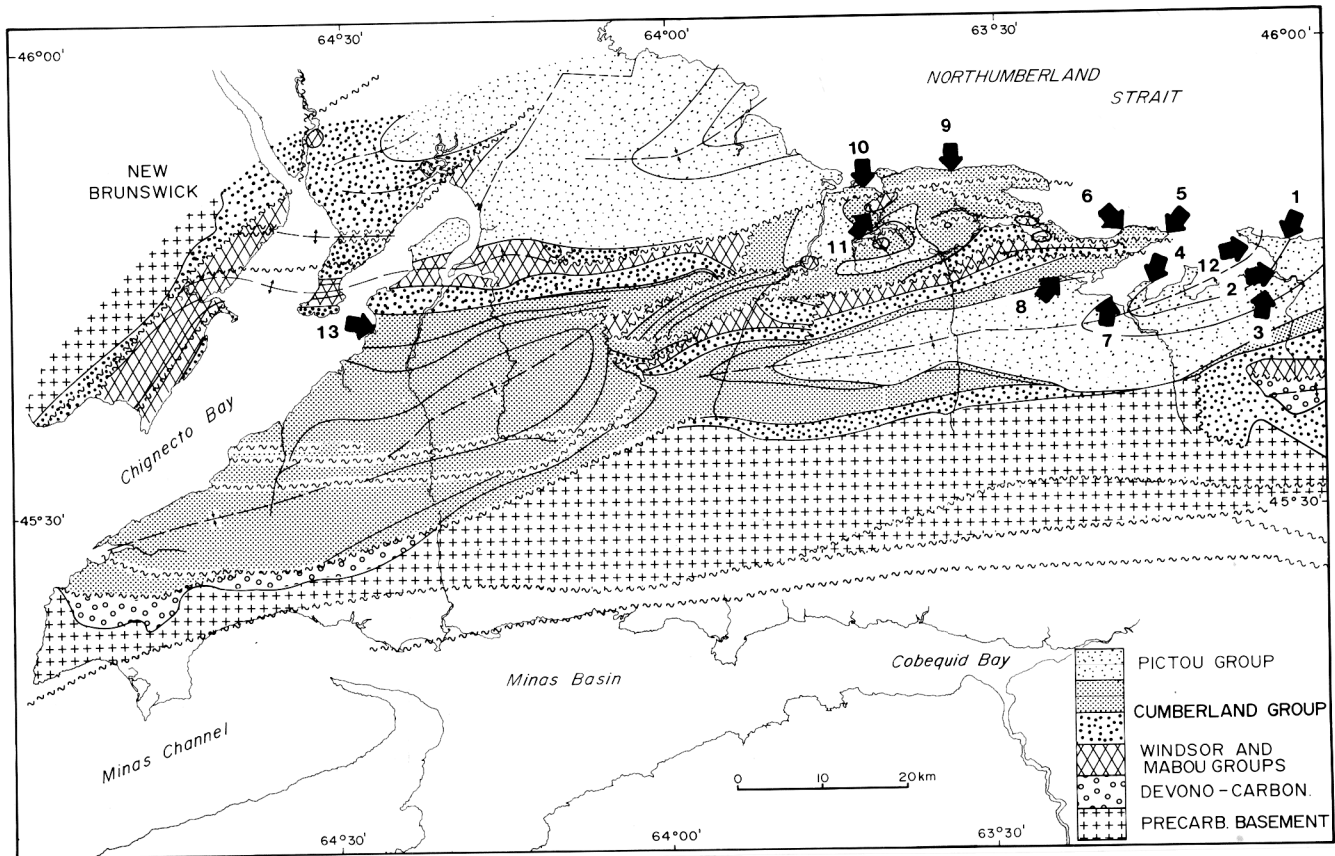 64°30'
64°00'
63°30'
46°00'
46°00'
NORTHUMBERLAND
STRAIT
9
10
NEW
BRUNSWICK
6
5
1
11
4
12
2
8
13
7
3
Chignecto Bay
45°30'
45°30'
PICTOU GROUP
Cobequid Bay
Minas Basin
CUMBERLAND GROUP
Minas Channel
WINDSOR AND
MABOU GROUPS
0 10 20 km
DEVONO-CARBON.
PRECARB. BASEMENT
64°30'
64°00'
63°30'